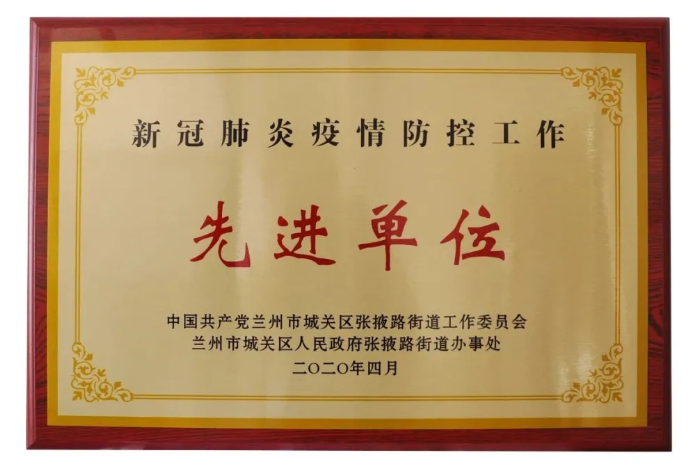 新冠肺炎疫情防控工作
先进单位
中国共产党兰州市城关区张掖路街道工作委员会
兰州市城关区人民政府张掖路街道办事处
二〇二〇年四月